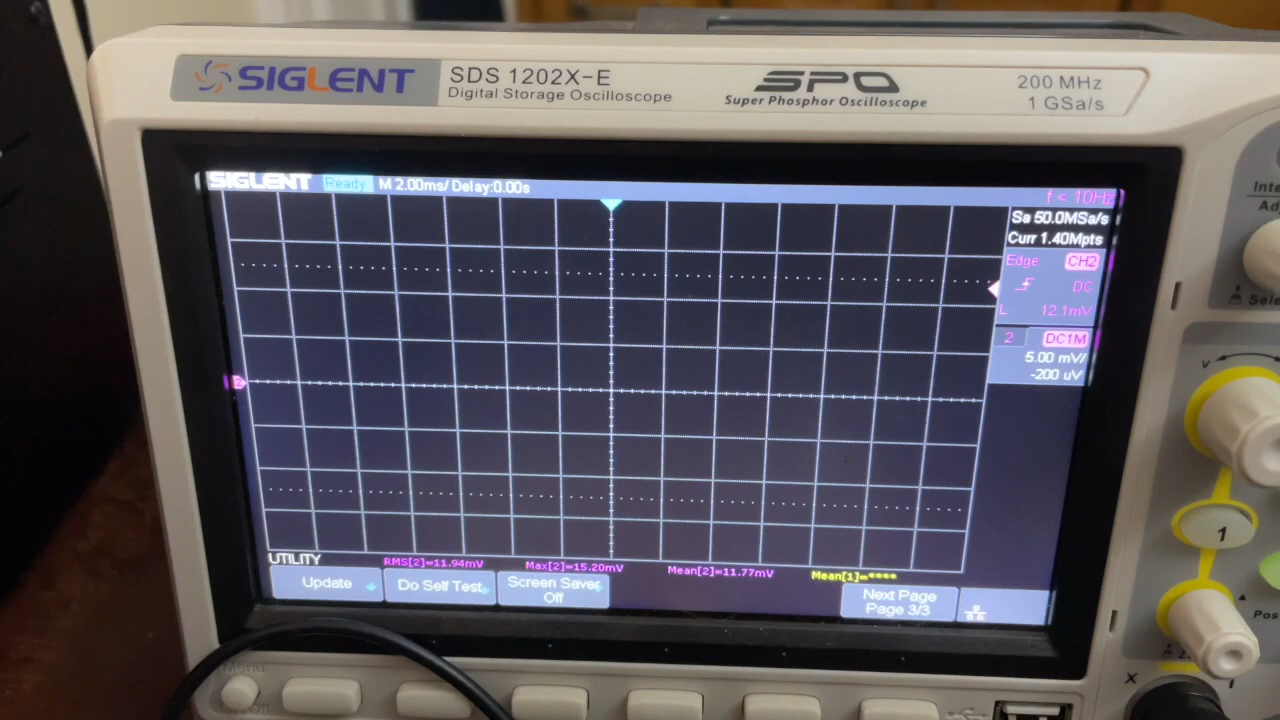 SIGLENT
SDS 1202X-E
Digital Storage Oscilloscope
SPO
Super Phosphor Oscilloscope
200 MHz
1 GSa/s
SIGLENT Ready M 2.00ms/ Delay:0.00s
f < 10Hz
Sa 50.0MSa/s
Curr 1.40Mpts
Edge CH2
DC
L 12.1mV
2 DC1M
5.00 mV/
-200 uV
2
UTILITY
RMS[2]=11.94mV Max[2]=15.20mV Mean[2]=11.77mV Mean[1]=****
Update
Do Self Test
Screen Saver
Off
Next Page
Page 3/3
V
1
X
Menu